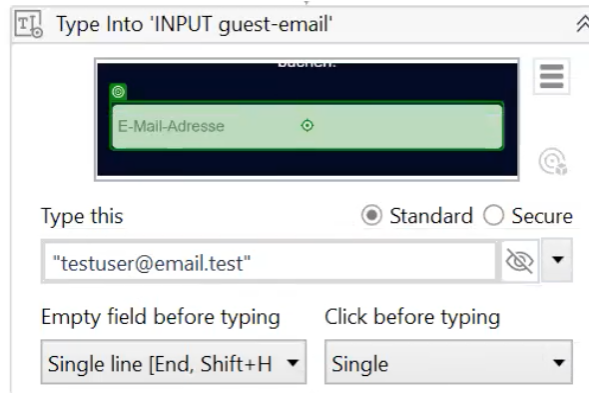 Type Into 'INPUT guest-email'
buchen:
E-Mail-Adresse
Type this
Standard
Secure
"testuser@email.test"
Empty field before typing
Click before typing
Single line [End, Shift+H
Single